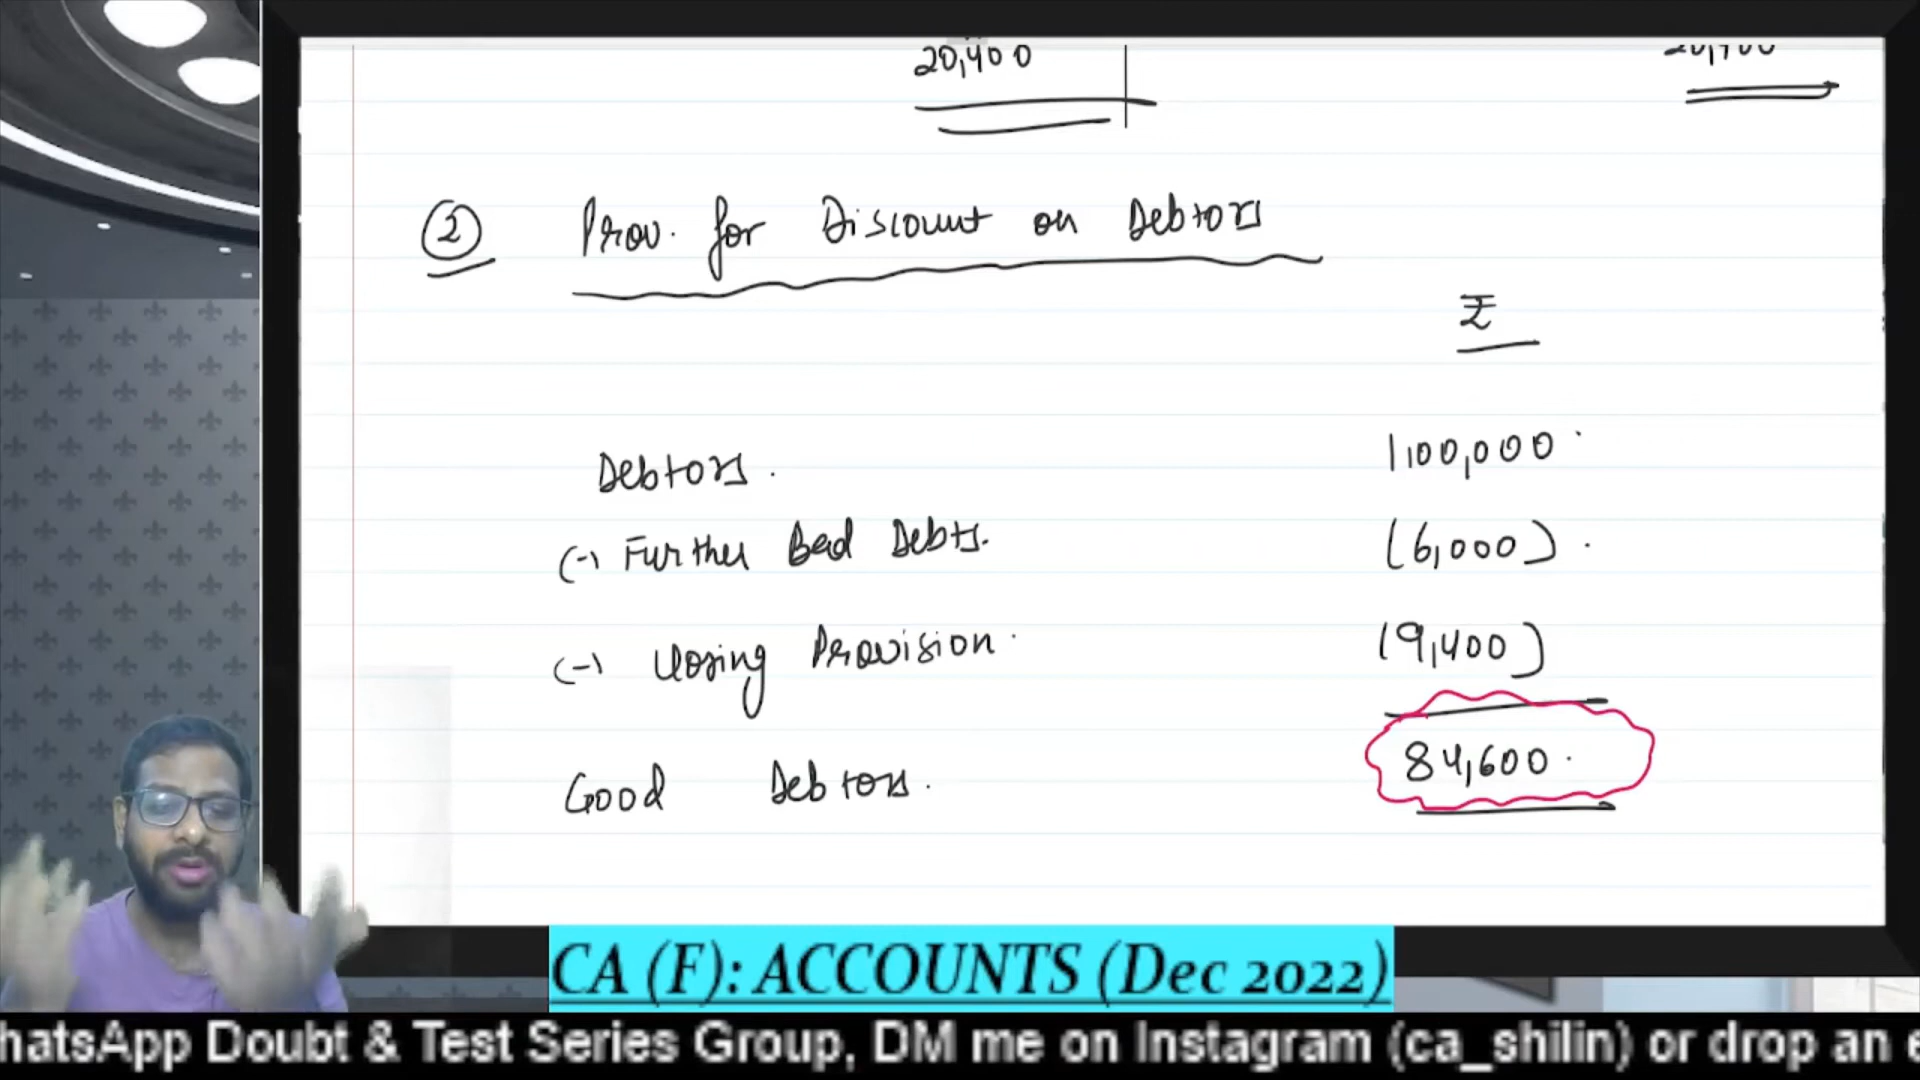 20,400
② Prov. for Discount on Debtors
₹
Debtors. 1,00,000
(-) Further Bad Debts. (6,000)
(-) Closing Provision. (9,400)
Good Debtors. 84,600
CA (F): ACCOUNTS (Dec 2022)
hatsApp Doubt & Test Series Group, DM me on Instagram (ca_shilin) or drop an e